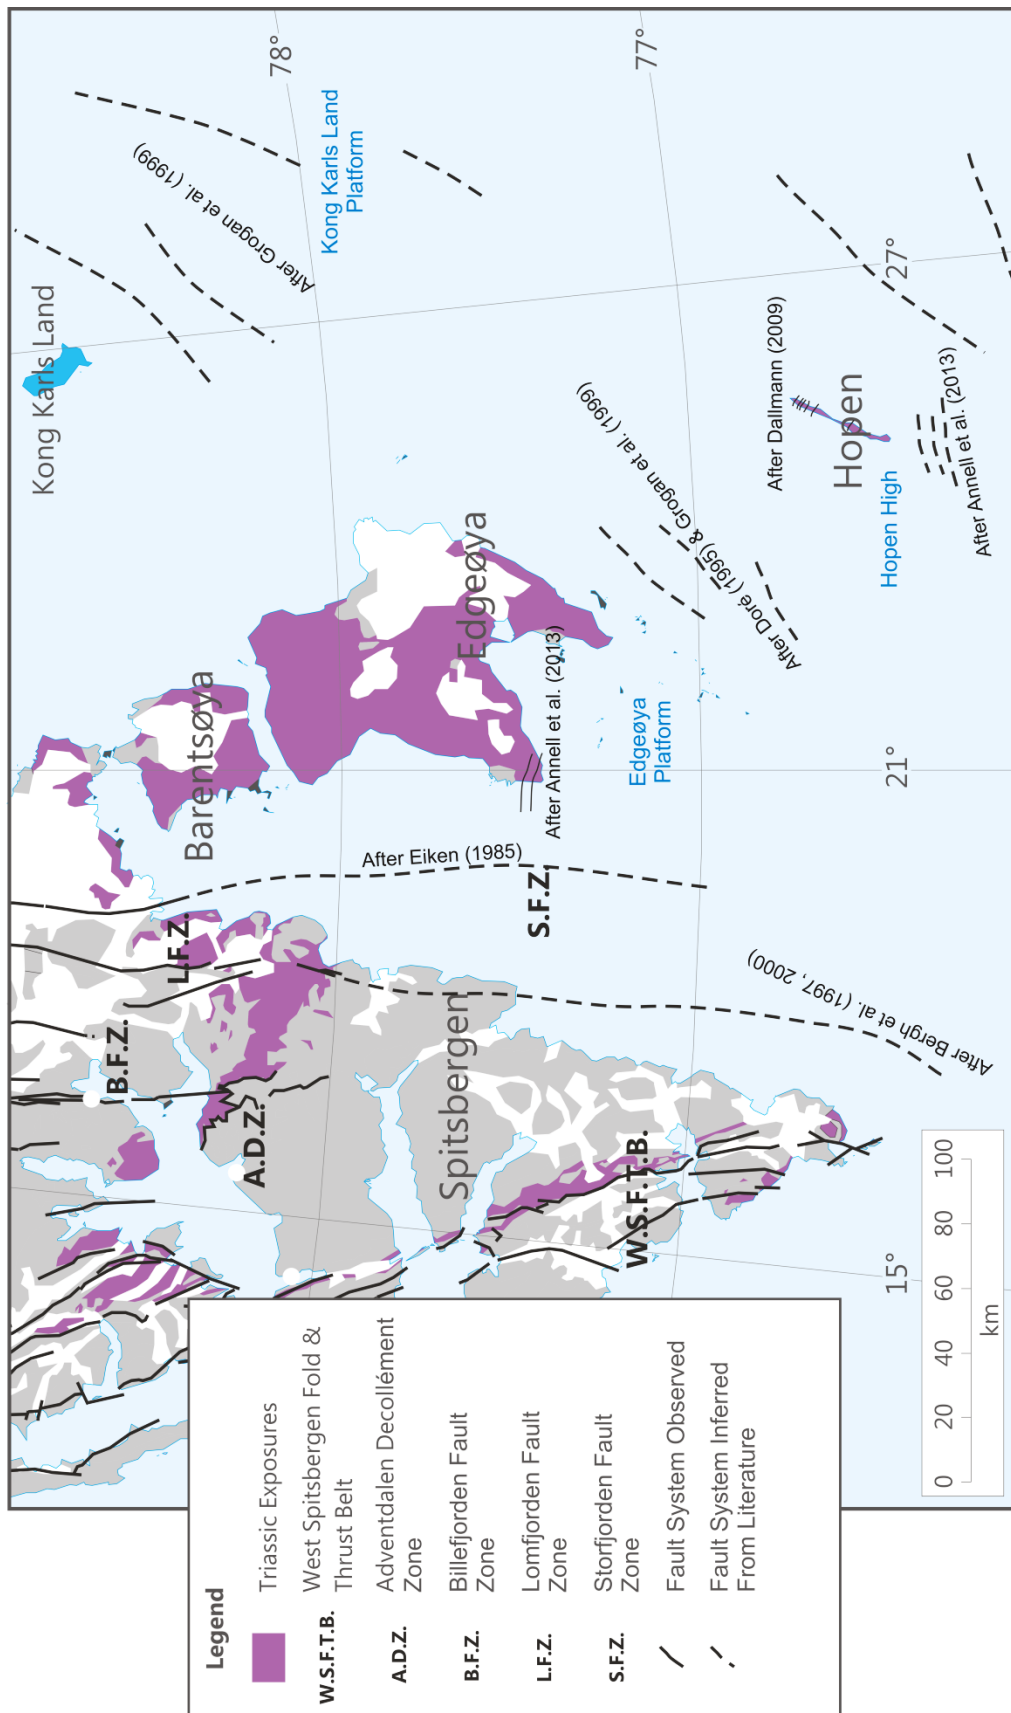 Kong Karls Land
After Grogan et al. (1999)
Kong Karls Land
Platform
78°
77°
27°
21°
15°
Barentsøya
Edgeøya
After Annell et al. (2013)
Edgeøya
Platform
After Doré (1995) & Grogan et al. (1999)
After Dallmann (2009)
Hopen
Hopen High
After Annell et al. (2013)
After Eiken (1985)
S.F.Z.
L.F.Z.
B.F.Z.
A.D.Z.
Spitsbergen
W.S.F.T.B.
After Bergh et al. (1997, 2000)
0 20 40 60 80 100
km
Legend
Triassic Exposures
W.S.F.T.B. West Spitsbergen Fold &
Thrust Belt
A.D.Z. Adventdalen Decollément
Zone
B.F.Z. Billefjorden Fault
Zone
L.F.Z. Lomfjorden Fault
Zone
S.F.Z. Storfjorden Fault
Zone
Fault System Observed
Fault System Inferred
From Literature